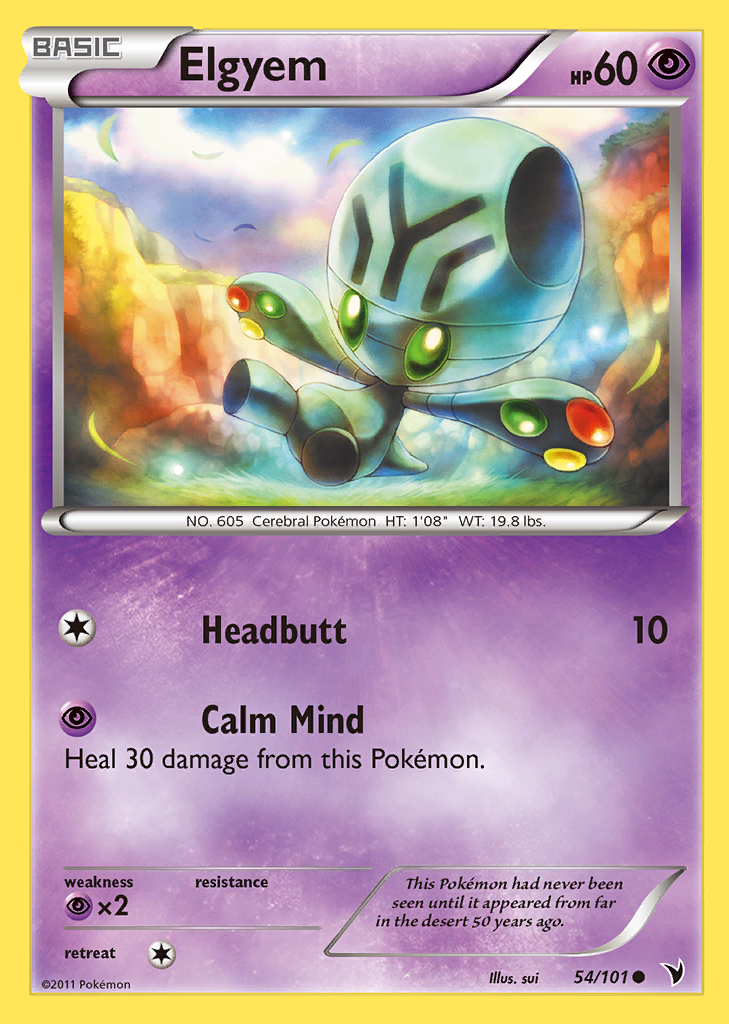 BASIC
Elgyem
HP60
NO. 605 Cerebral Pokémon HT: 1'08" WT: 19.8 lbs.
Headbutt 10
Calm Mind
Heal 30 damage from this Pokémon.
weakness resistance
×2
This Pokémon had never been
seen until it appeared from far
in the desert 50 years ago.
retreat
Illus. sui 54/101
©2011 Pokémon